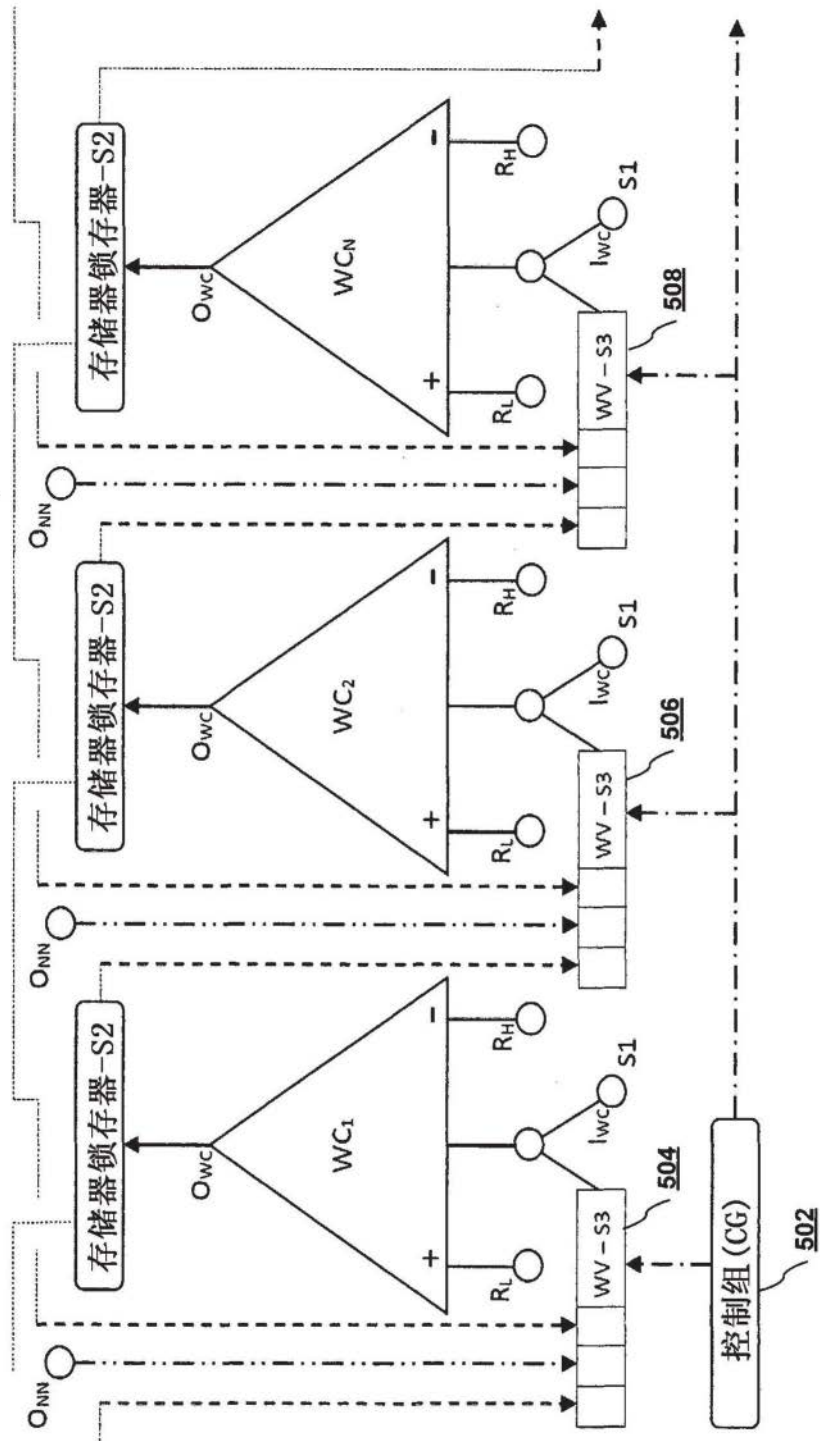 存储器锁存器-S2
存储器锁存器-S2
存储器锁存器-S2
ONN
OWC
WC1
+
-
RL
RH
IWC
S1
WV-S3
504
ONN
OWC
WC2
+
-
RL
RH
IWC
S1
WV-S3
506
ONN
OWC
WCN
+
-
RL
RH
IWC
S1
WV-S3
508
控制组(CG)
502